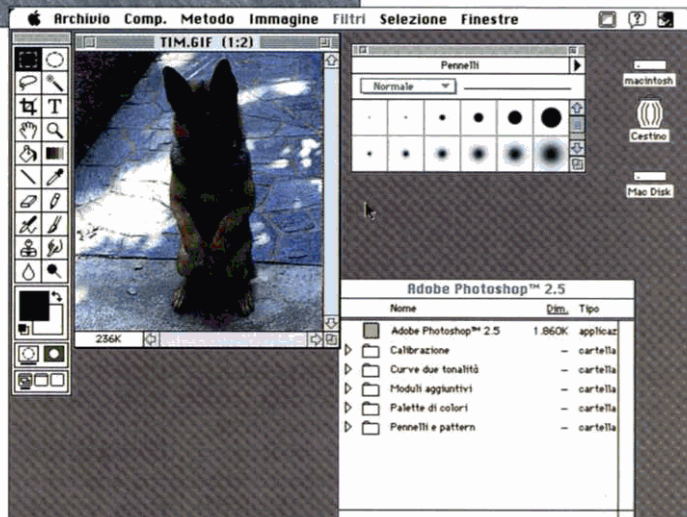 Archivio Comp. Metodo Immagine Filtri Selezione Finestre
TIM.GIF (1:2)
236K
Pennelli
Normale
macintosh
Cestino
Mac Disk
Adobe Photoshop™ 2.5
Nome Dim. Tipo
Adobe Photoshop™ 2.5 1.860K applicaz
Calibrazione – cartella
Curve due tonalità – cartella
Moduli aggiuntivi – cartella
Palette di colori – cartella
Pennelli e pattern – cartella